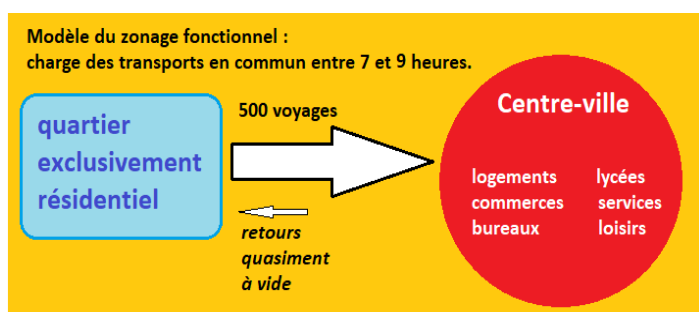 Modèle du zonage fonctionnel :
charge des transports en commun entre 7 et 9 heures.
quartier
exclusivement
résidentiel
500 voyages
retours
quasiment
à vide
Centre-ville
logements
commerces
bureaux
lycées
services
loisirs